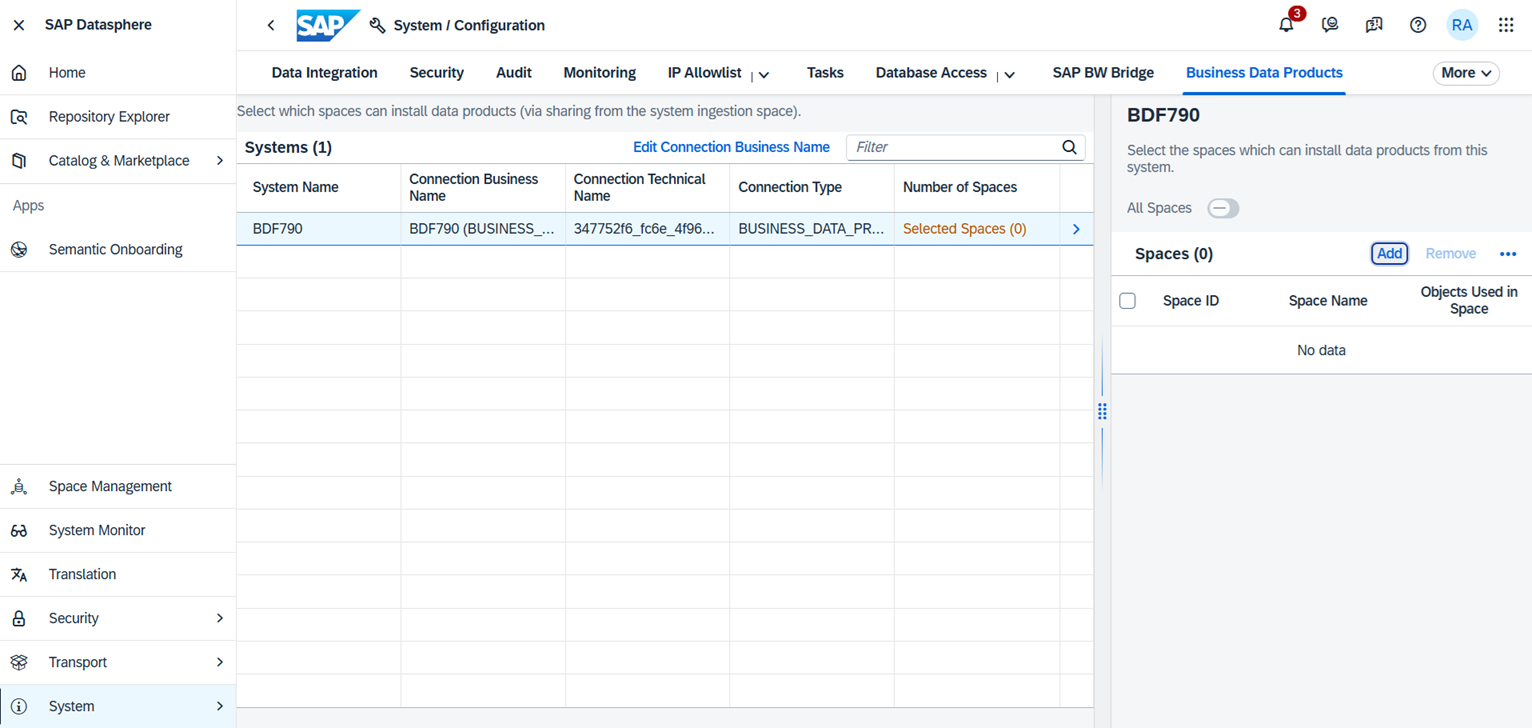 SAP Datasphere
Home
Repository Explorer
Catalog & Marketplace
Apps
Semantic Onboarding
Space Management
System Monitor
Translation
Security
Transport
System
SAP System / Configuration
3
RA
Data Integration Security Audit Monitoring IP Allowlist Tasks Database Access SAP BW Bridge Business Data Products More
Select which spaces can install data products (via sharing from the system ingestion space).
Systems (1) Edit Connection Business Name Filter
System Name Connection Business Name Connection Technical Name Connection Type Number of Spaces
BDF790 BDF790 (BUSINESS_... 347752f6_fc6e_4f96... BUSINESS_DATA_PR... Selected Spaces (0)
BDF790
Select the spaces which can install data products from this
system.
All Spaces
Spaces (0) Add Remove
Space ID Space Name Objects Used in Space
No data